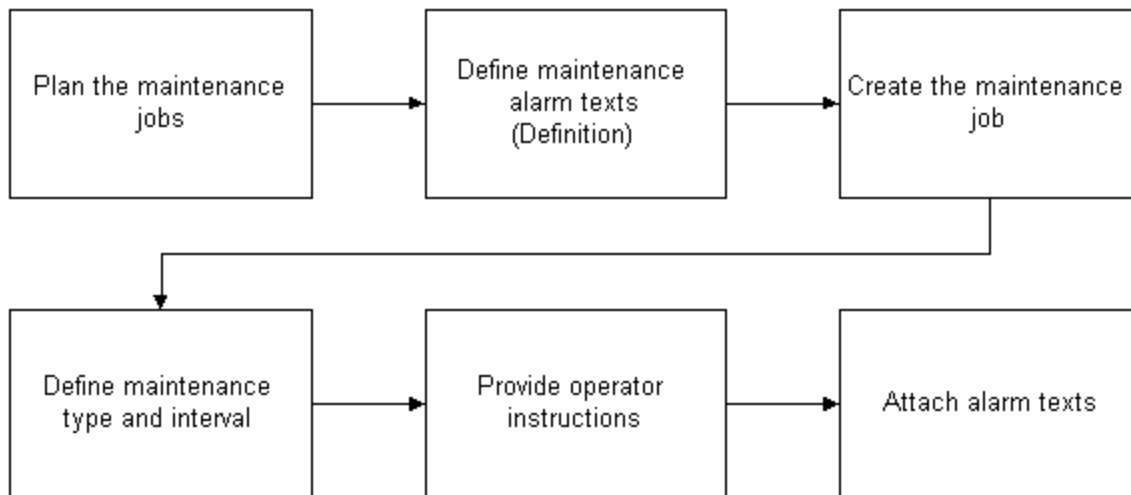 Plan the maintenance
jobs
Define maintenance
alarm texts
(Definition)
Create the maintenance
job
Define maintenance
type and interval
Provide operator
instructions
Attach alarm texts